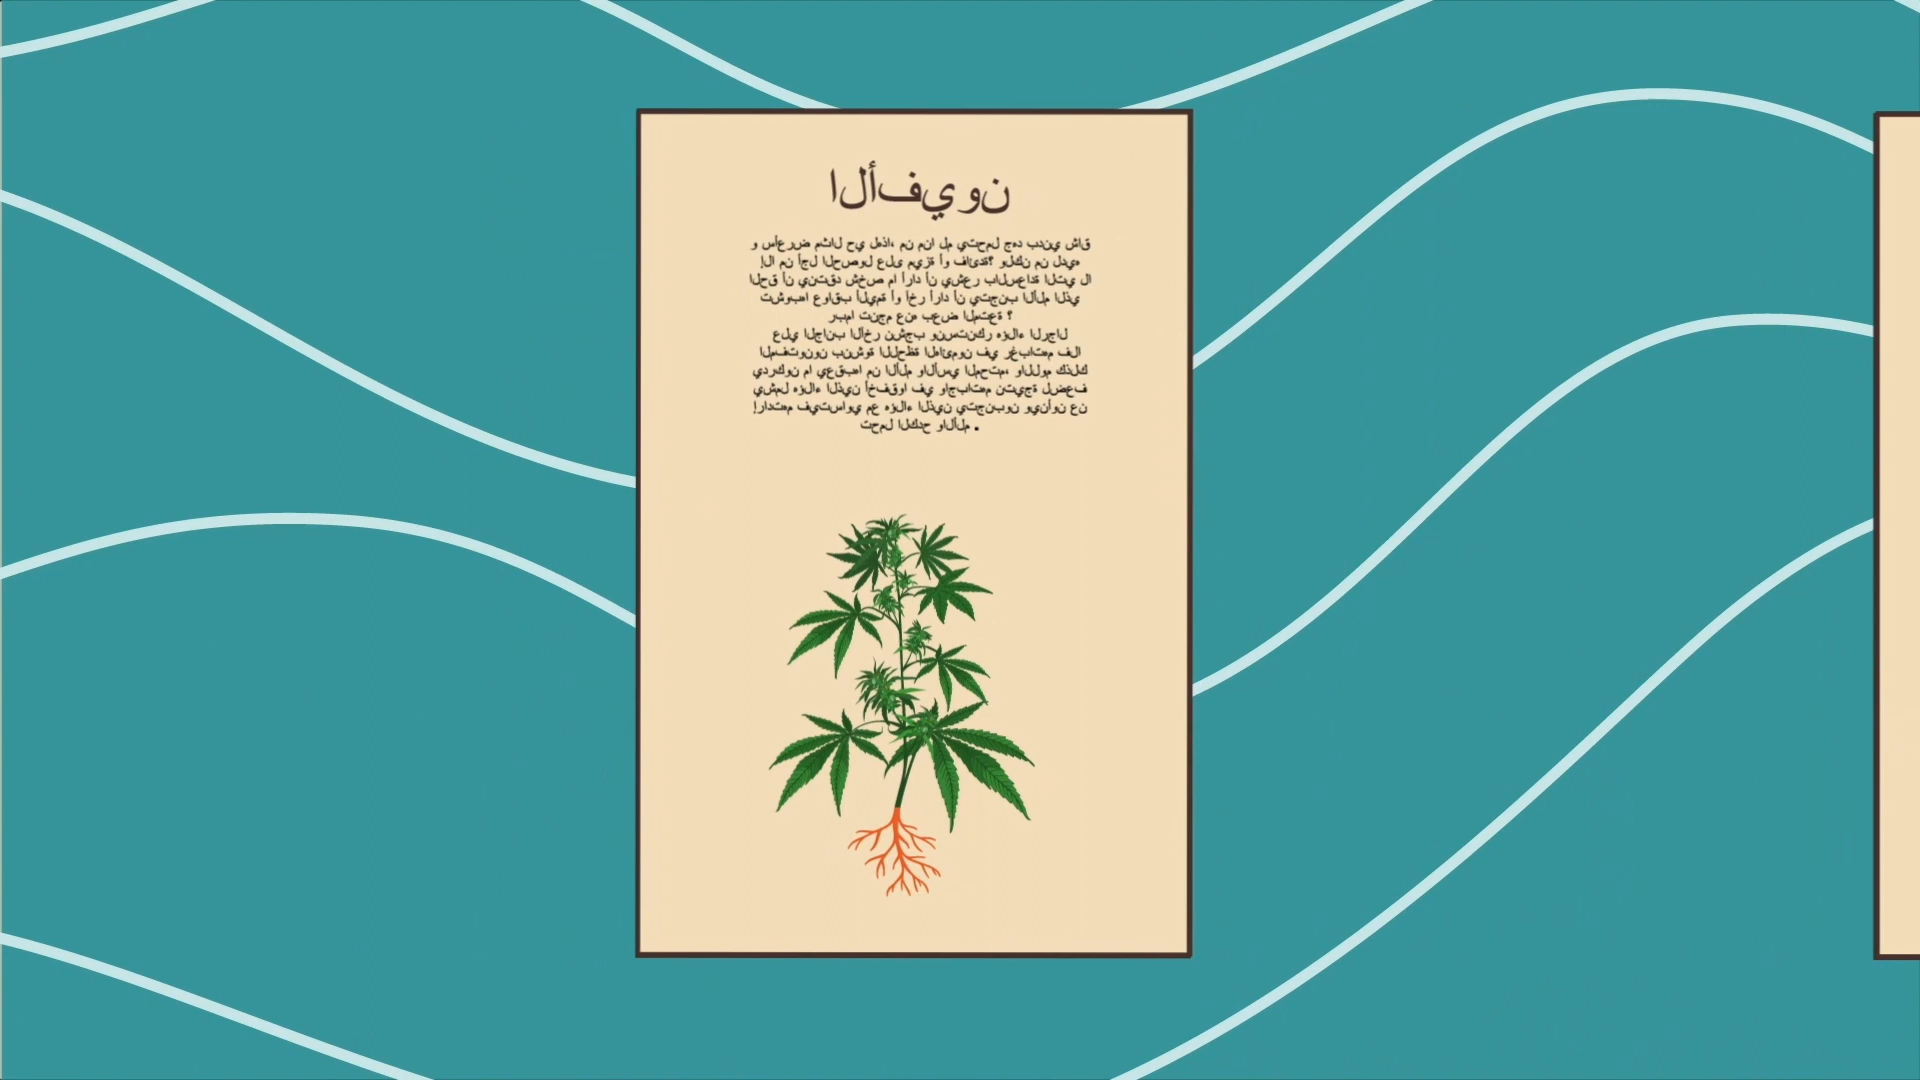 الأفيون
و سأعرض مثال حي لهذا، من منا لم يتحمل جهد بدني شاق
إلا من أجل الحصول على ميزة أو فائدة؟ ولكن من لديه
الحق أن ينتقد شخص ما أراد أن يشعر بالسعادة التي لا
تشوبها عواقب أليمة أو آخر أراد أن يتجنب الألم الذي
ربما تنجم عنه بعض المتعة ؟
علي الجانب الآخر نشجب ونستنكر هؤلاء الرجال
المفتونون بنشوة اللحظة الهائمون في رغباتهم فلا
يدركون ما يعقبها من الألم والأسي المحتم، واللوم كذلك
يشمل هؤلاء الذين أخفقوا في واجباتهم نتيجة لضعف
إرادتهم فيتساوي مع هؤلاء الذين يتجنبون وينأون عن
تحمل الكدح والألم .